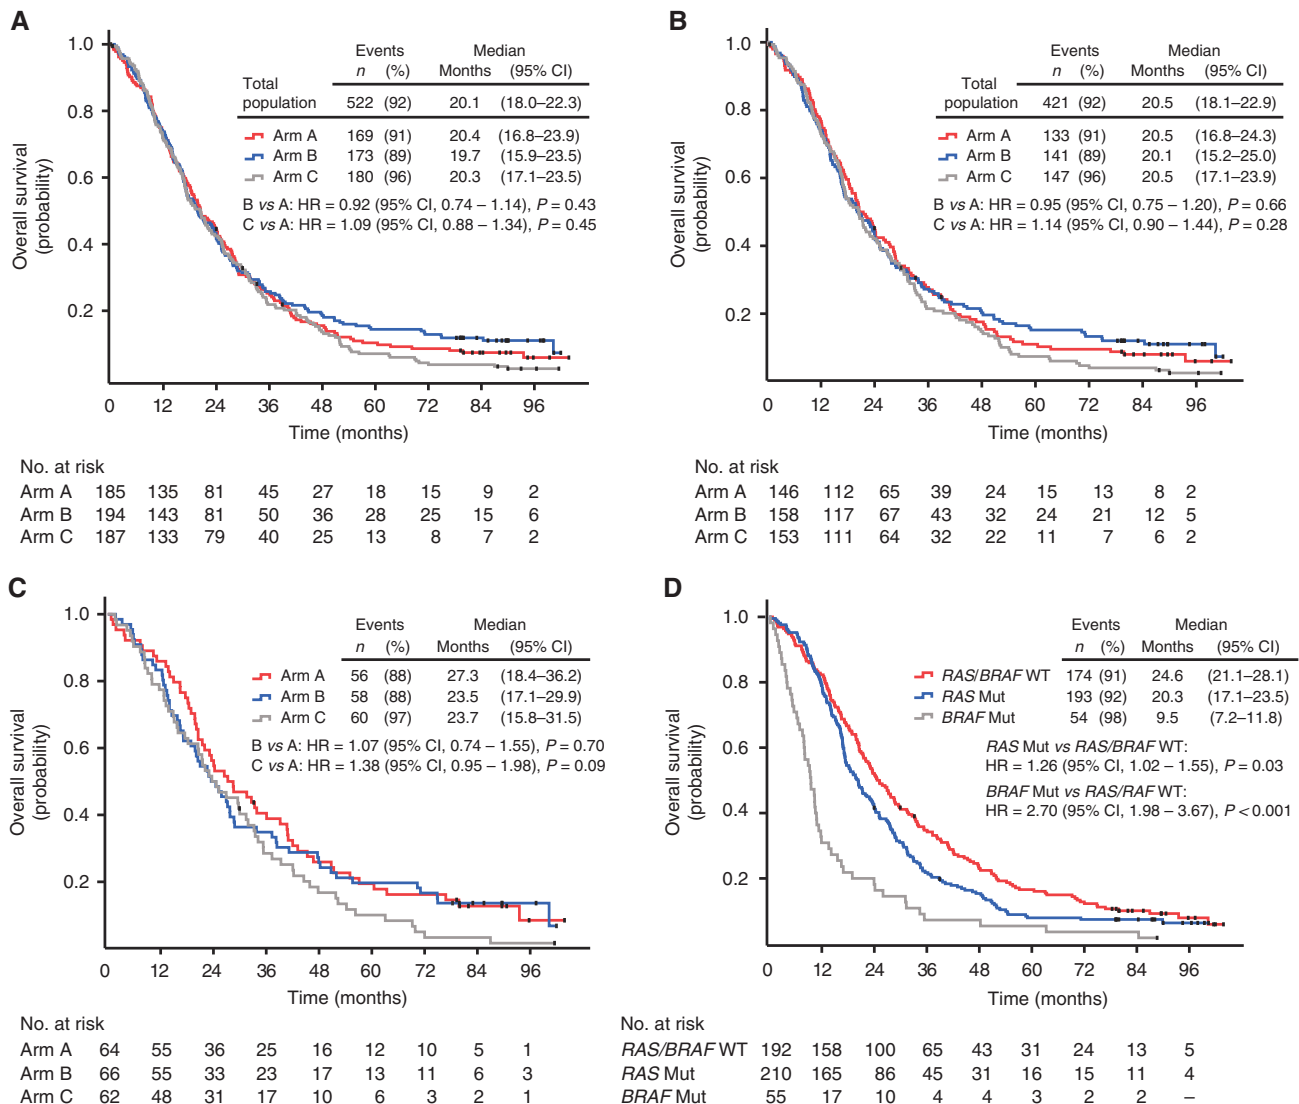 A
Overall survival
(probability)
1.0
0.8
0.6
0.4
0.2
Events Median
n (%) Months (95% CI)
Total
population 522 (92) 20.1 (18.0–22.3)
Arm A 169 (91) 20.4 (16.8–23.9)
Arm B 173 (89) 19.7 (15.9–23.5)
Arm C 180 (96) 20.3 (17.1–23.5)
B vs A: HR = 0.92 (95% CI, 0.74 – 1.14), P = 0.43
C vs A: HR = 1.09 (95% CI, 0.88 – 1.34), P = 0.45
0 12 24 36 48 60 72 84 96
Time (months)
No. at risk
Arm A 185 135 81 45 27 18 15 9 2
Arm B 194 143 81 50 36 28 25 15 6
Arm C 187 133 79 40 25 13 8 7 2
B
Overall survival
(probability)
1.0
0.8
0.6
0.4
0.2
Events Median
n (%) Months (95% CI)
Total
population 421 (92) 20.5 (18.1–22.9)
Arm A 133 (91) 20.5 (16.8–24.3)
Arm B 141 (89) 20.1 (15.2–25.0)
Arm C 147 (96) 20.5 (17.1–23.9)
B vs A: HR = 0.95 (95% CI, 0.75 – 1.20), P = 0.66
C vs A: HR = 1.14 (95% CI, 0.90 – 1.44), P = 0.28
0 12 24 36 48 60 72 84 96
Time (months)
No. at risk
Arm A 146 112 65 39 24 15 13 8 2
Arm B 158 117 67 43 32 24 21 12 5
Arm C 153 111 64 32 22 11 7 6 2
C
Overall survival
(probability)
1.0
0.8
0.6
0.4
0.2
Events Median
n (%) Months (95% CI)
Arm A 56 (88) 27.3 (18.4–36.2)
Arm B 58 (88) 23.5 (17.1–29.9)
Arm C 60 (97) 23.7 (15.8–31.5)
B vs A: HR = 1.07 (95% CI, 0.74 – 1.55), P = 0.70
C vs A: HR = 1.38 (95% CI, 0.95 – 1.98), P = 0.09
0 12 24 36 48 60 72 84 96
Time (months)
No. at risk
Arm A 64 55 36 25 16 12 10 5 1
Arm B 66 55 33 23 17 13 11 6 3
Arm C 62 48 31 17 10 6 3 2 1
D
Overall survival
(probability)
1.0
0.8
0.6
0.4
0.2
Events Median
n (%) Months (95% CI)
RAS/BRAF WT 174 (91) 24.6 (21.1–28.1)
RAS Mut 193 (92) 20.3 (17.1–23.5)
BRAF Mut 54 (98) 9.5 (7.2–11.8)
RAS Mut vs RAS/BRAF WT:
HR = 1.26 (95% CI, 1.02 – 1.55), P = 0.03
BRAF Mut vs RAS/RAF WT:
HR = 2.70 (95% CI, 1.98 – 3.67), P < 0.001
0 12 24 36 48 60 72 84 96
Time (months)
No. at risk
RAS/BRAF WT 192 158 100 65 43 31 24 13 5
RAS Mut 210 165 86 45 31 16 15 11 4
BRAF Mut 55 17 10 4 4 3 2 2 –